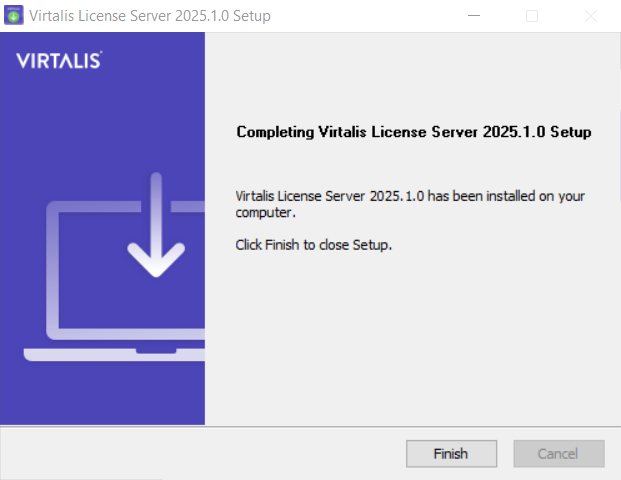 Virtalis License Server 2025.1.0 Setup
VIRTALIS
Completing Virtalis License Server 2025.1.0 Setup
Virtalis License Server 2025.1.0 has been installed on your
computer.
Click Finish to close Setup.
Finish
Cancel